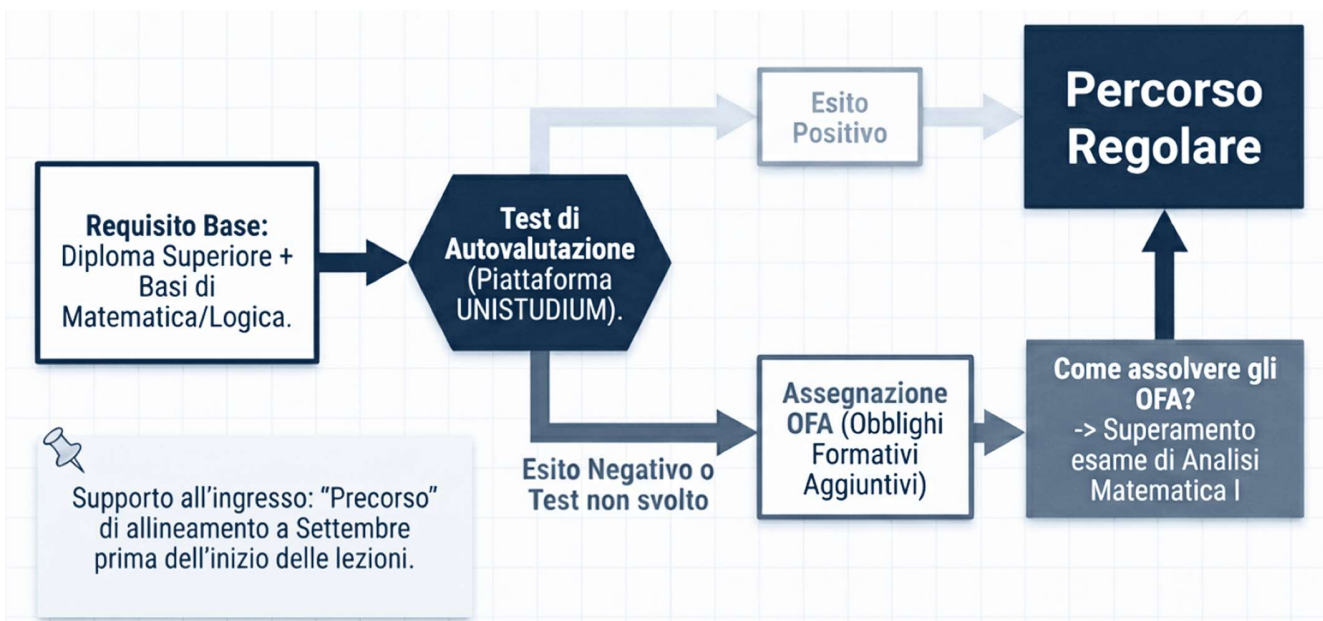 Requisito Base:
Diploma Superiore +
Basi di
Matematica/Logica.
Test di
Autovalutazione
(Piattaforma
UNISTUDIUM).
Esito
Positivo
Percorso
Regolare
Esito Negativo o
Test non svolto
Assegnazione
OFA (Obblighi
Formativi
Aggiuntivi)
Come assolvere gli
OFA?
-> Superamento
esame di Analisi
Matematica I
Supporto all'ingresso: “Precorso”
di allineamento a Settembre
prima dell'inizio delle lezioni.